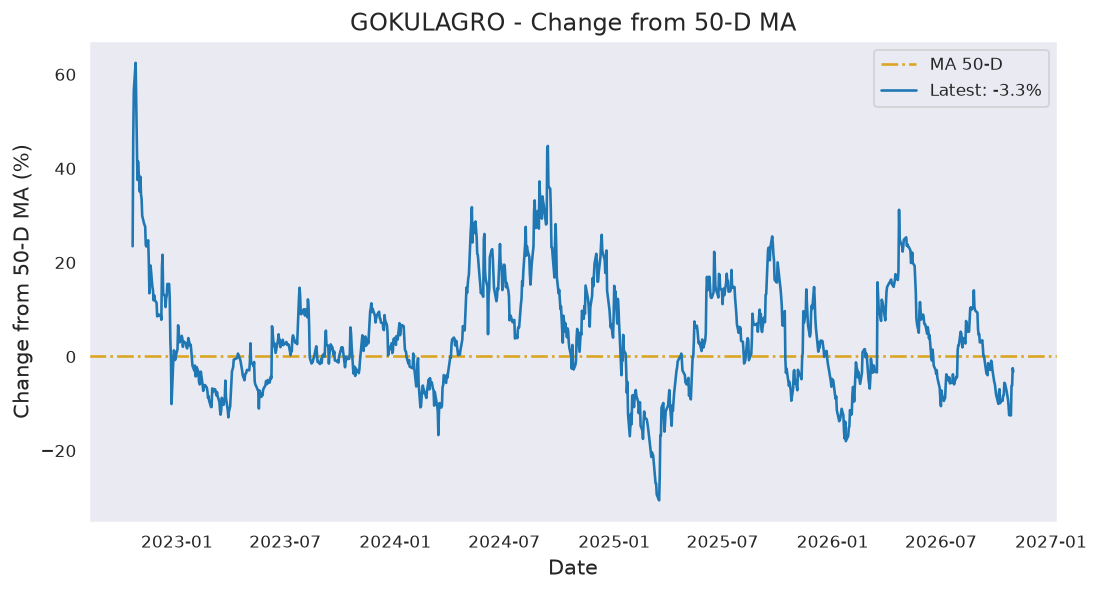 GOKULAGRO - Change from 50-D MA
MA 50-D
Latest: -3.3%
Change from 50-D MA (%)
60
40
20
0
−20
2023-01
2023-07
2024-01
2024-07
2025-01
2025-07
2026-01
2026-07
2027-01
Date